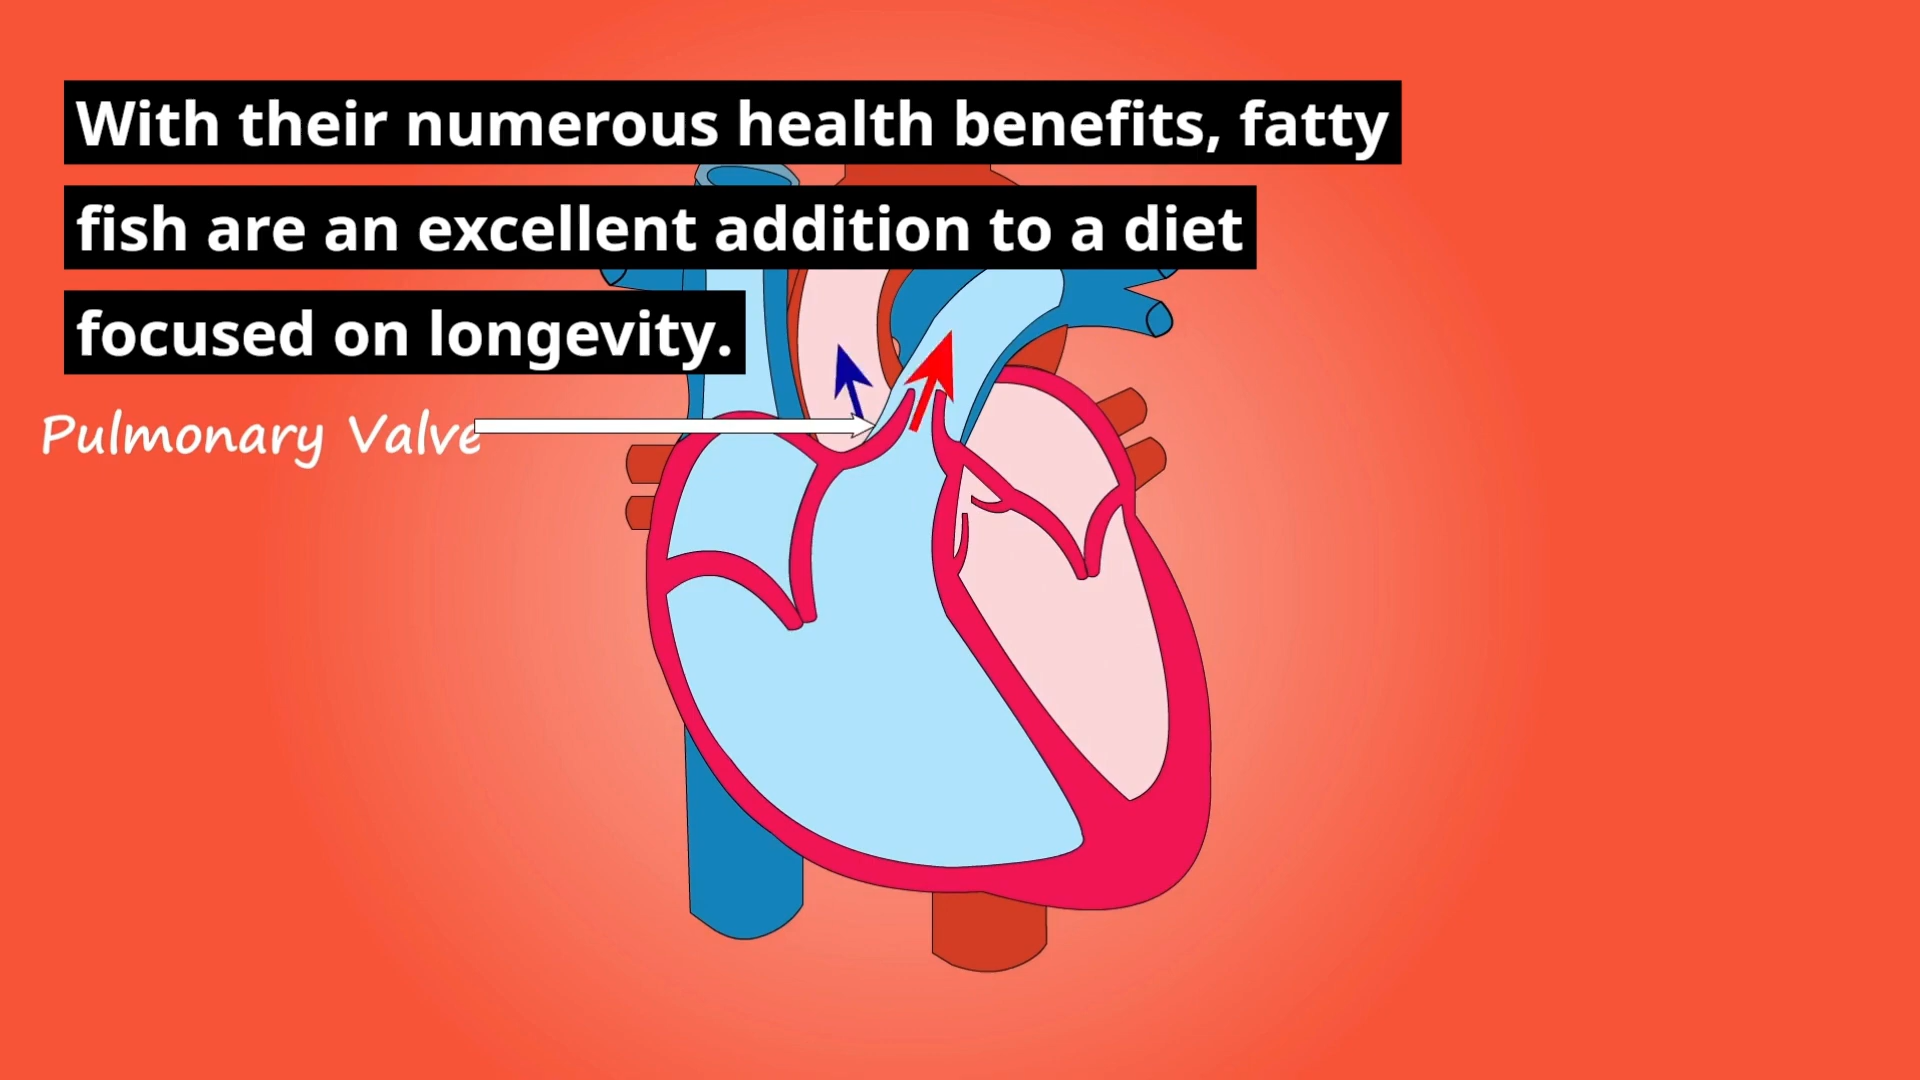 With their numerous health benefits, fatty
fish are an excellent addition to a diet
focused on longevity.
Pulmonary Valve